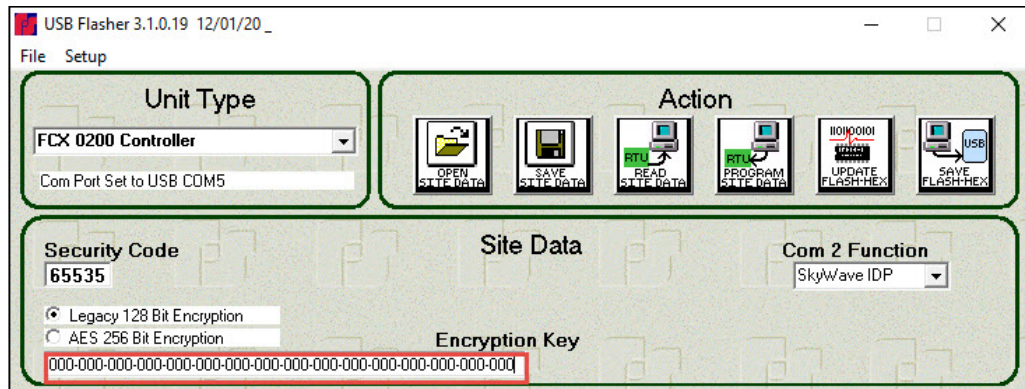 USB Flasher 3.1.0.19 12/01/20 _
File Setup
Unit Type
FCX 0200 Controller
Com Port Set to USB COM5
Action
OPEN
SITE DATA
SAVE
SITE DATA
RTU
READ
SITE DATA
RTU
PROGRAM
SITE DATA
1101100101
UPDATE
FLASH-HEX
USB
SAVE
FLASH-HEX
Site Data
Security Code
65535
Com 2 Function
SkyWave IDP
Legacy 128 Bit Encryption
AES 256 Bit Encryption
Encryption Key
000-000-000-000-000-000-000-000-000-000-000-000-000-000-000-000